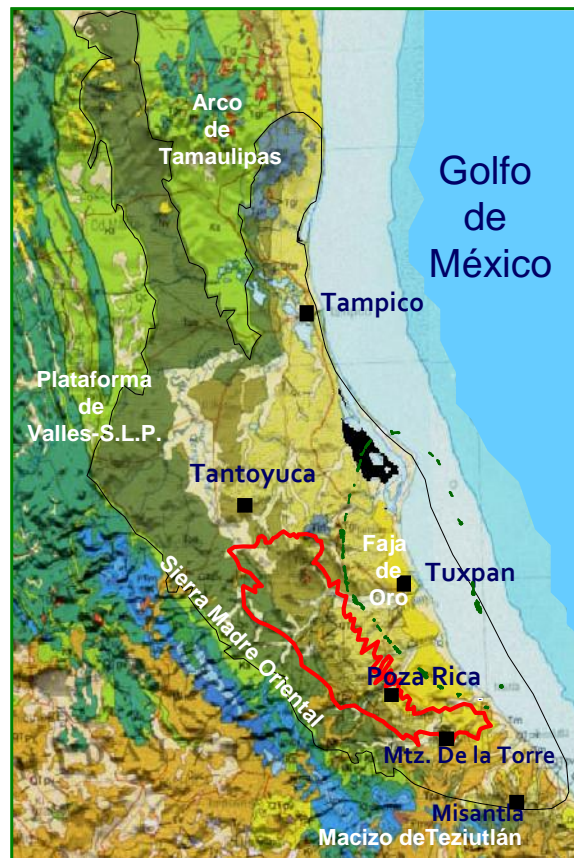 Arco
de
Tamaulipas
Golfo
de
México
Tampico
Plataforma
de
Valles-S.L.P.
Tantoyuca
Faja
de
Oro
Tuxpan
Sierra Madre Oriental
Poza Rica
Mtz. De la Torre
Misantla
Macizo deTeziutlán